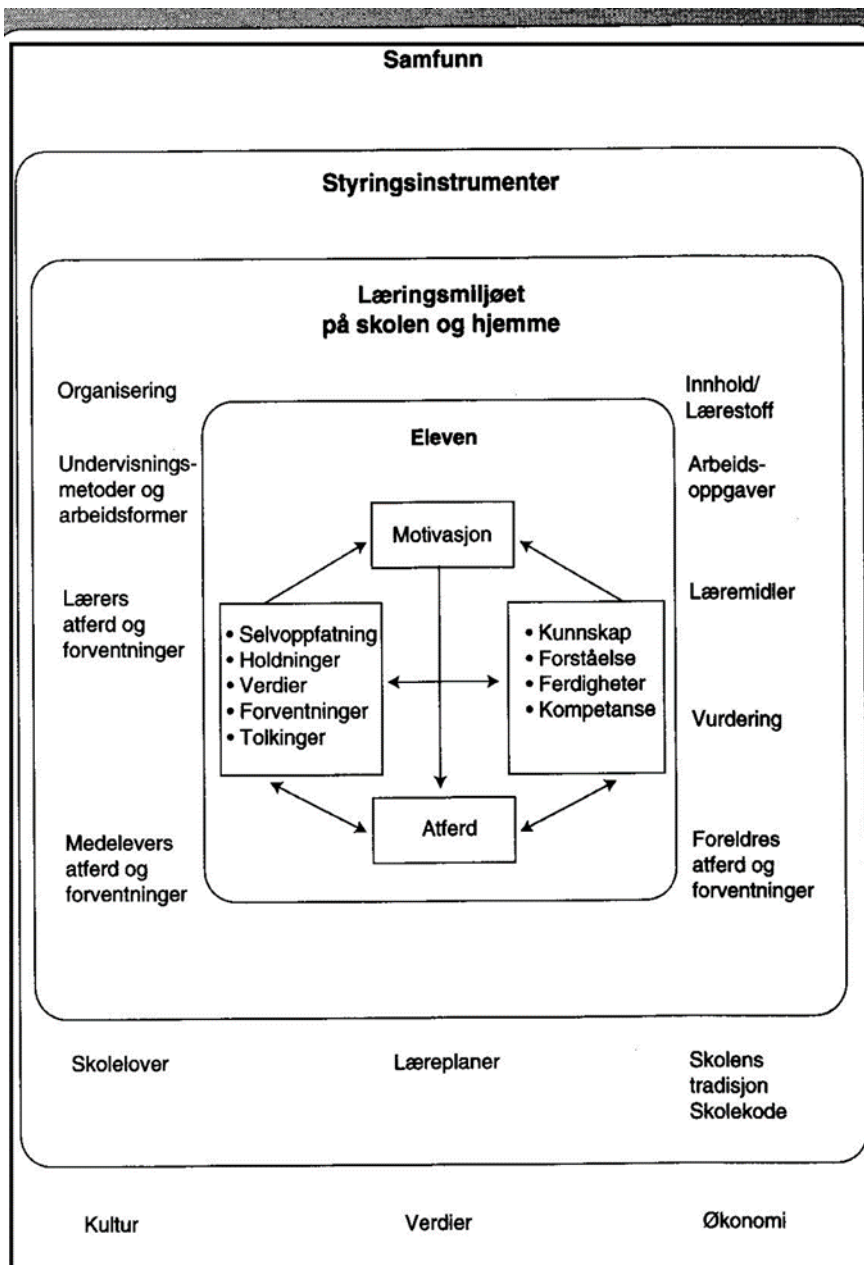 Samfunn
Styringsinstrumenter
Læringsmiljøet
på skolen og hjemme
Organisering
Undervisnings-
metoder og
arbeidsformer
Lærers
atferd og
forventninger
Medelevers
atferd og
forventninger
Eleven
Motivasjon
• Selvoppfatning
• Holdninger
• Verdier
• Forventninger
• Tolkinger
• Kunnskap
• Forståelse
• Ferdigheter
• Kompetanse
Atferd
Innhold/
Lærestoff
Arbeids-
oppgaver
Læremidler
Vurdering
Foreldres
atferd og
forventninger
Skolelover
Læreplaner
Skolens
tradisjon
Skolekode
Kultur
Verdier
Økonomi